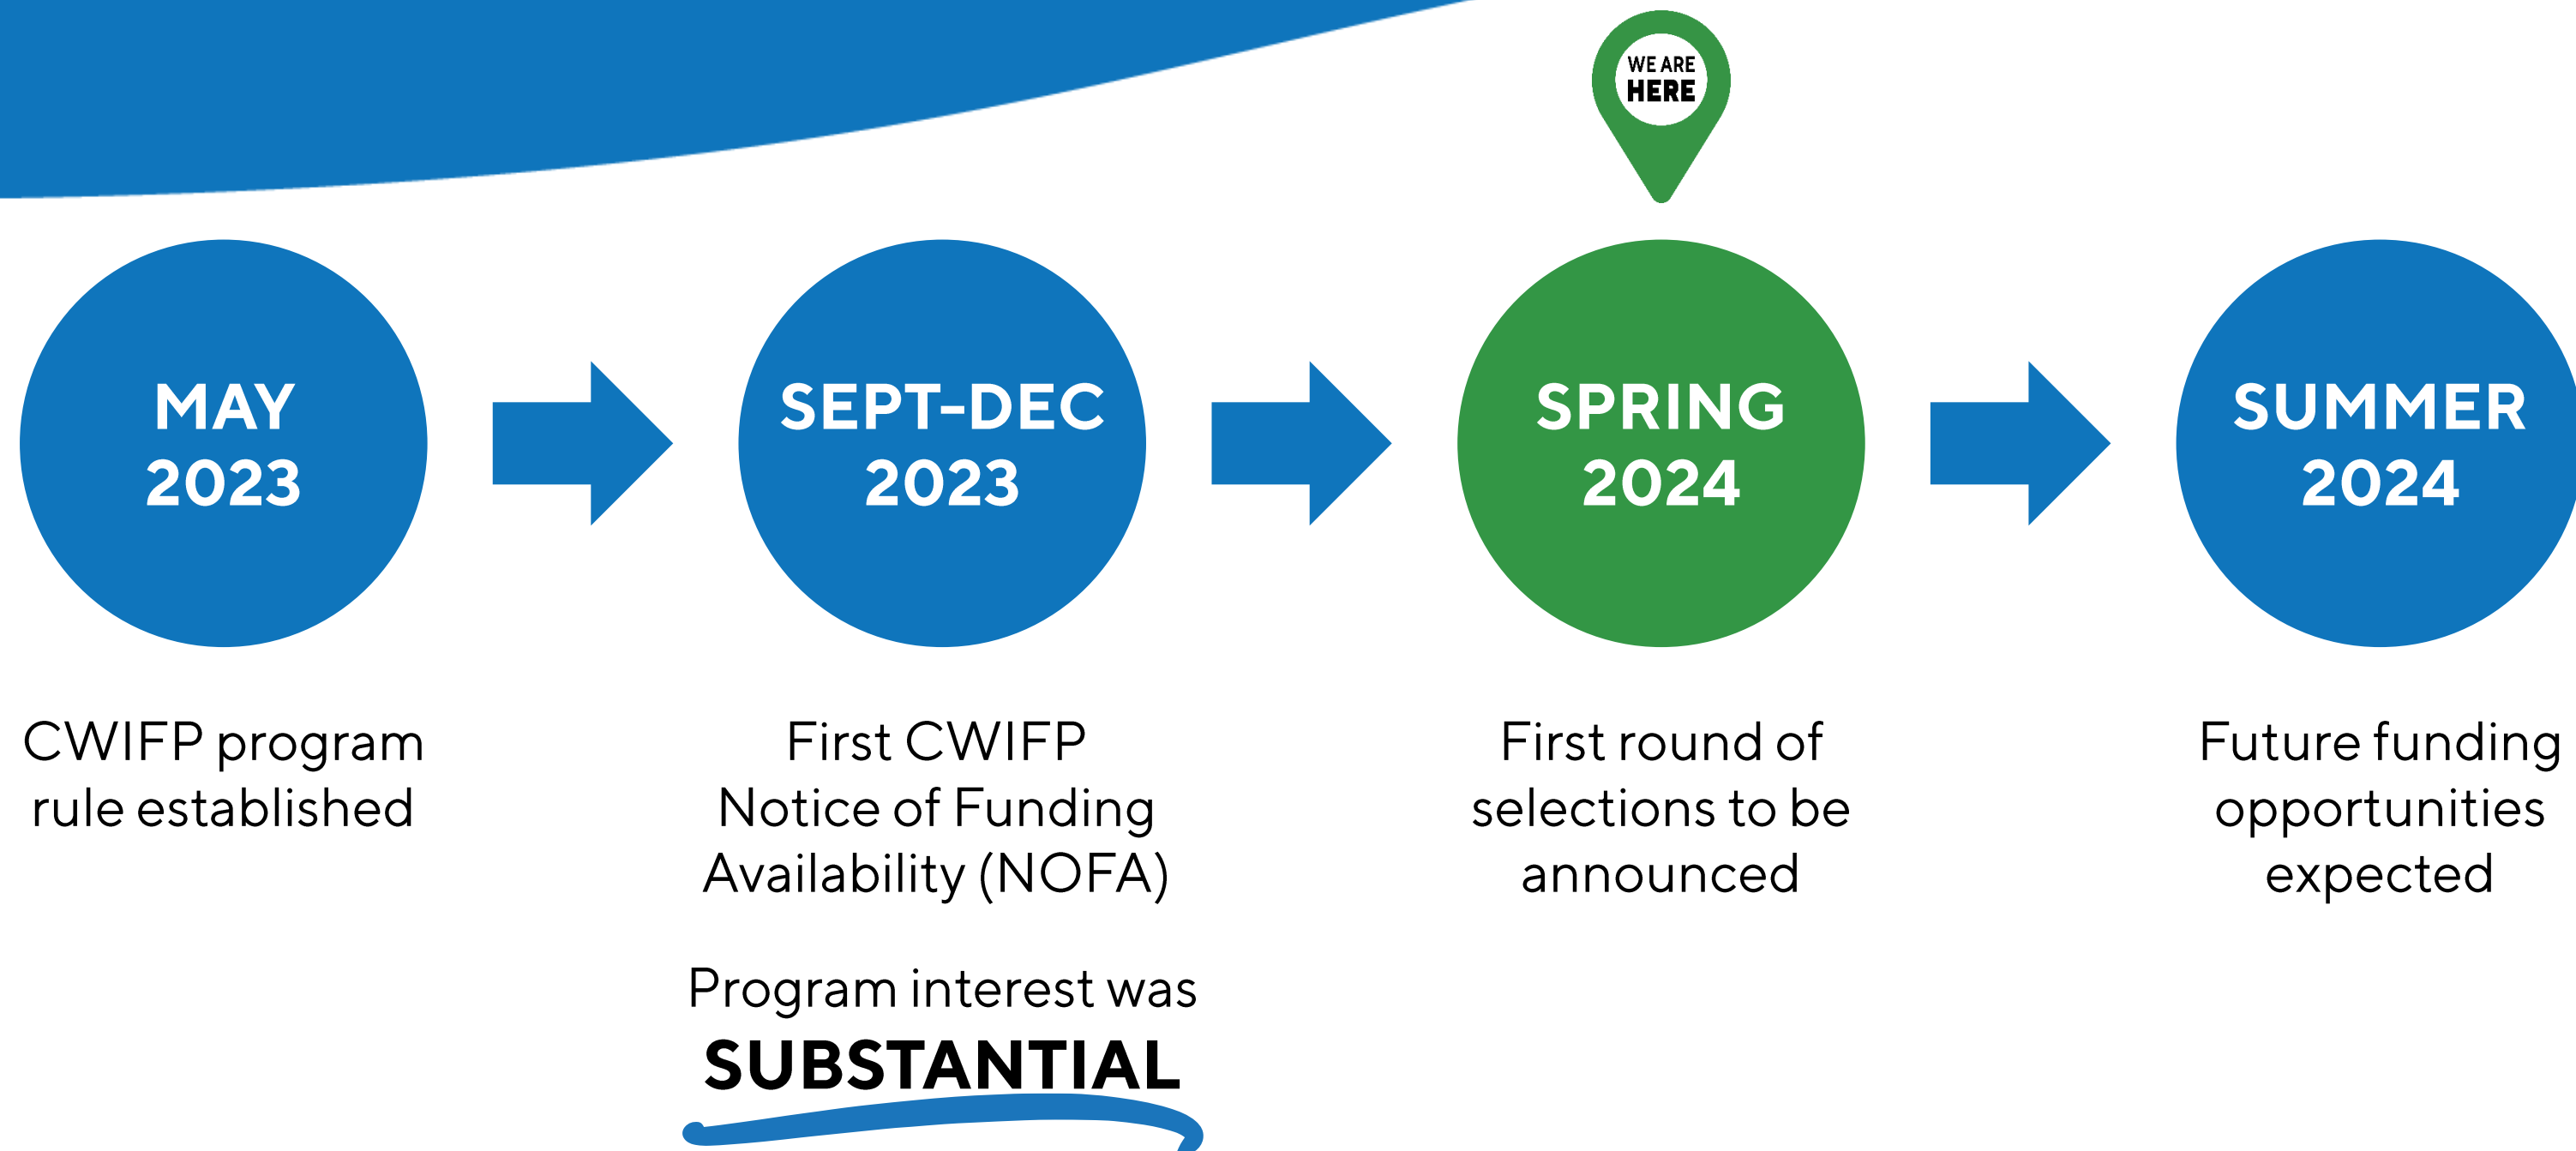 WE ARE
HERE
MAY
2023
CWIFP program
rule established
SEPT-DEC
2023
First CWIFP
Notice of Funding
Availability (NOFA)
Program interest was
SUBSTANTIAL
SPRING
2024
First round of
selections to be
announced
SUMMER
2024
Future funding
opportunities
expected